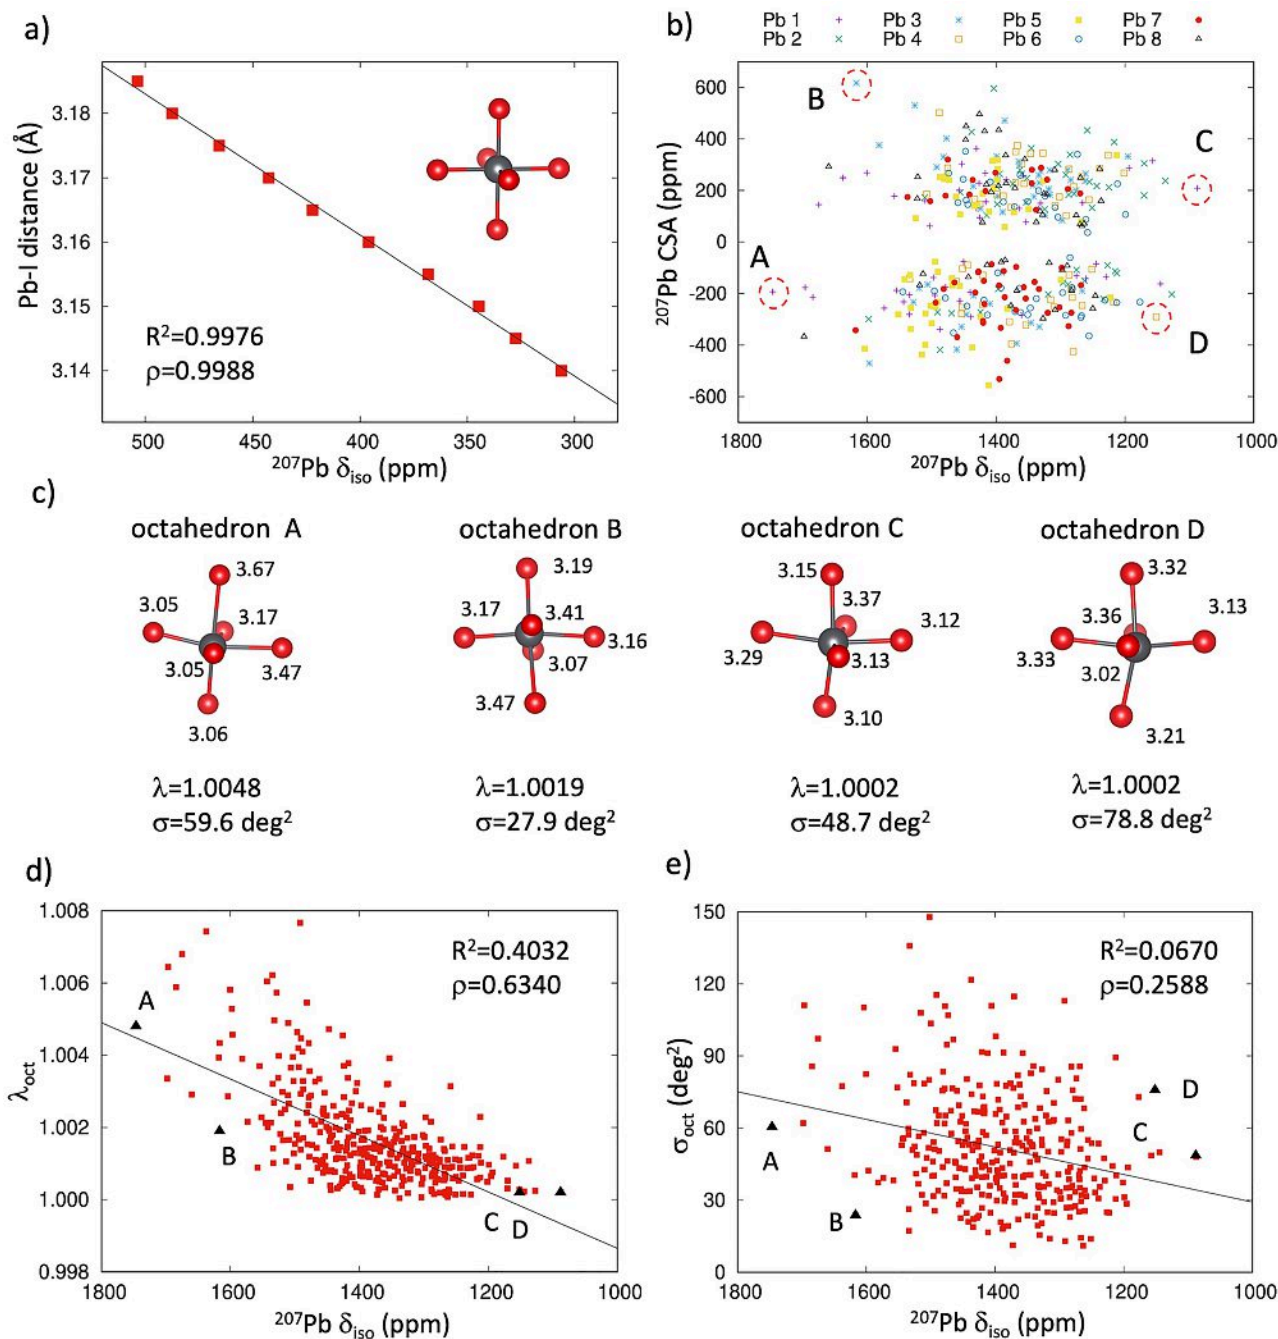 a)
Pb-I distance (Å)
3.18
3.17
3.16
3.15
3.14
R²=0.9976
ρ=0.9988
500
450
400
350
300
²⁰⁷Pb δiso (ppm)
b)
Pb 1
Pb 3
Pb 5
Pb 7
Pb 2
Pb 4
Pb 6
Pb 8
²⁰⁷Pb CSA (ppm)
600
400
200
0
-200
-400
-600
B
C
A
D
1800
1600
1400
1200
1000
²⁰⁷Pb δiso (ppm)
c)
octahedron A
3.67
3.05
3.17
3.05
3.47
3.06
λ=1.0048
σ=59.6 deg²
octahedron B
3.19
3.17
3.41
3.16
3.07
3.47
λ=1.0019
σ=27.9 deg²
octahedron C
3.15
3.37
3.12
3.29
3.13
3.10
λ=1.0002
σ=48.7 deg²
octahedron D
3.32
3.36
3.13
3.33
3.02
3.21
λ=1.0002
σ=78.8 deg²
d)
λoct
1.008
1.006
1.004
1.002
1.000
0.998
R²=0.4032
ρ=0.6340
A
B
C D
1800
1600
1400
1200
1000
²⁰⁷Pb δiso (ppm)
e)
σoct (deg²)
150
120
90
60
30
0
R²=0.0670
ρ=0.2588
D
C
A
B
1800
1600
1400
1200
1000
²⁰⁷Pb δiso (ppm)